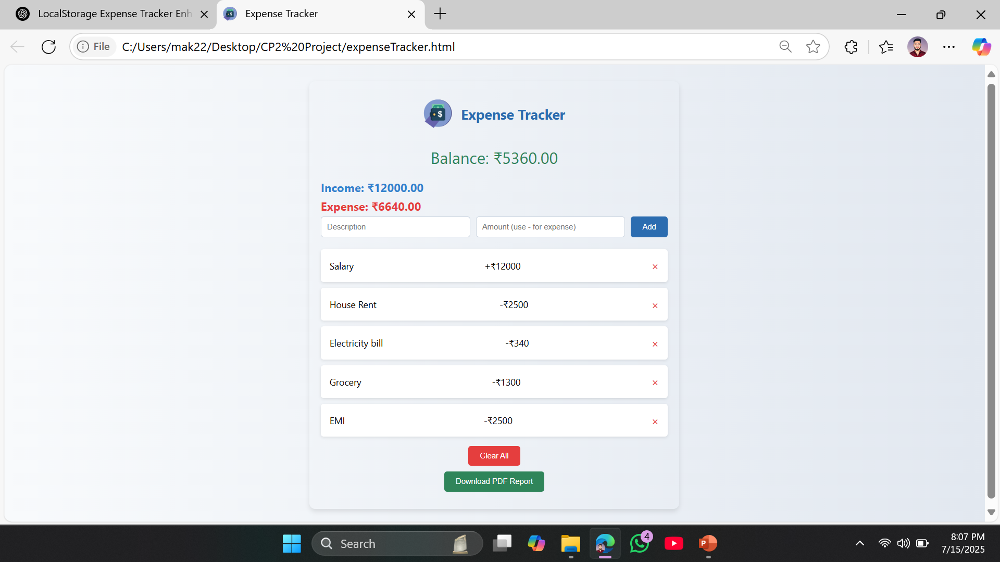 LocalStorage Expense Tracker Enh
Expense Tracker
File
C:/Users/mak22/Desktop/CP2%20Project/expenseTracker.html
$
Expense Tracker
Balance: ₹5360.00
Income: ₹12000.00
Expense: ₹6640.00
Description
Amount (use - for expense)
Add
Salary +₹12000 ×
House Rent -₹2500 ×
Electricity bill -₹340 ×
Grocery -₹1300 ×
EMI -₹2500 ×
Clear All
Download PDF Report
Search
4
P
8:07 PM
7/15/2025